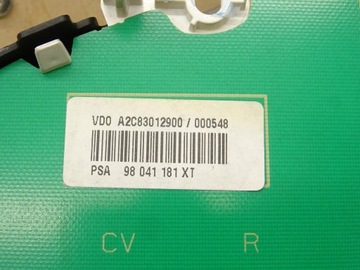 VDO A2C83012900 / 000548
PSA 98 041 181 XT
CV R